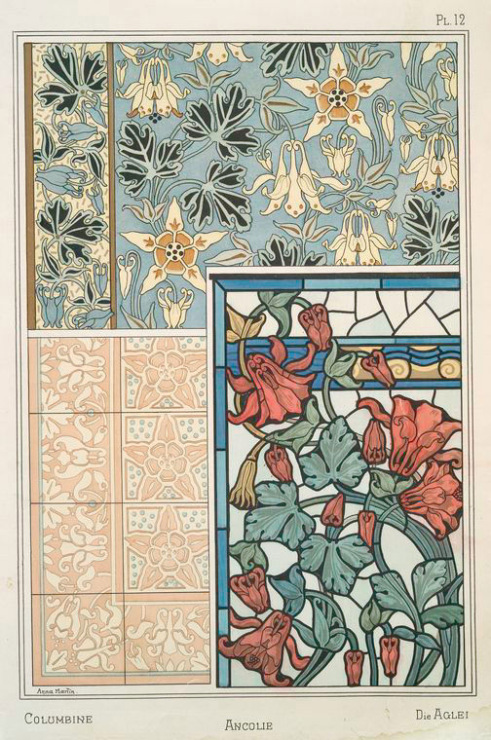 PL. 12
Anna Martin.
COLUMBINE
ANCOLIE
DIE AGLEI